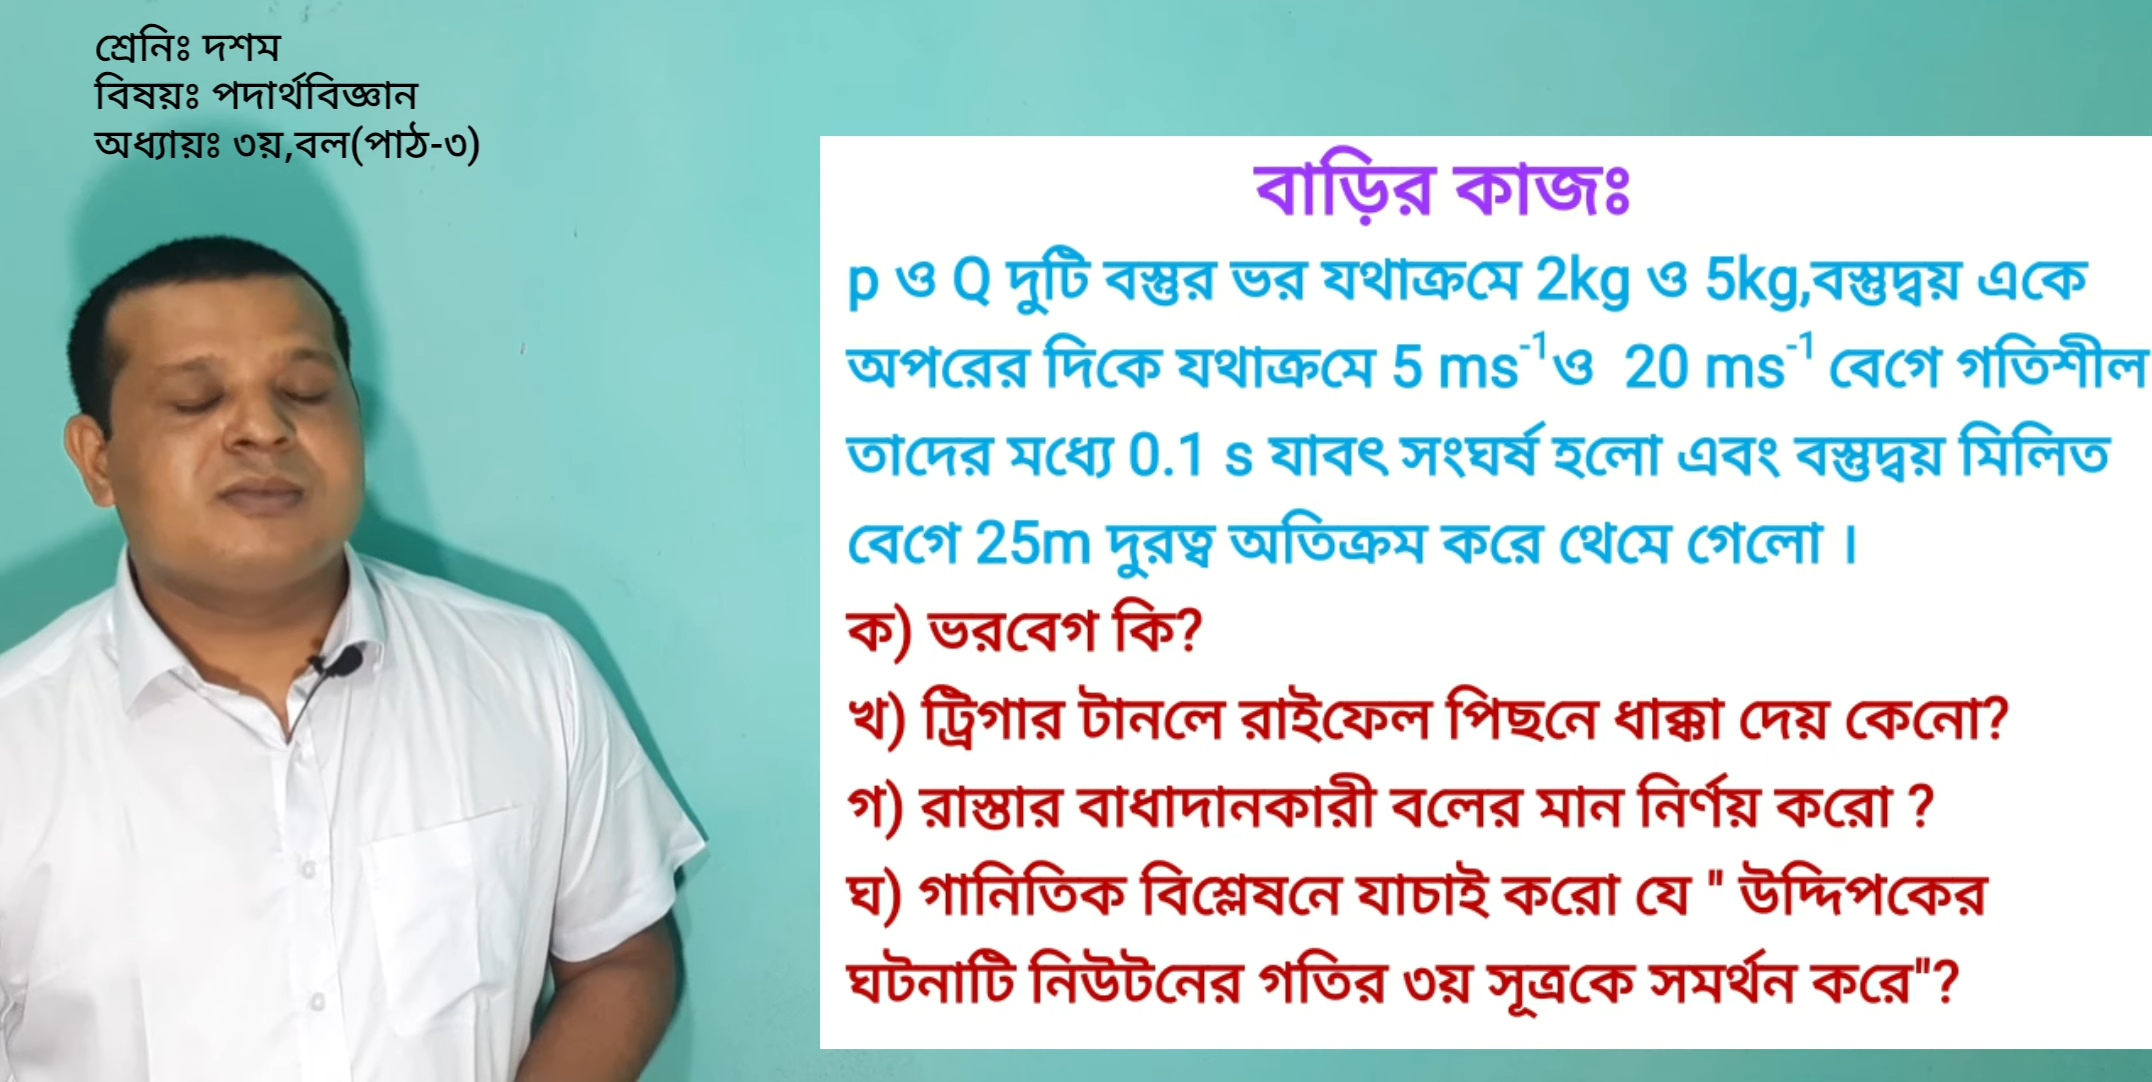 শ্রেনিঃ দশম
বিষয়ঃ পদার্থবিজ্ঞান
অধ্যায়ঃ ৩য়,বল(পাঠ-৩)
বাড়ির কাজঃ
p ও Q দুটি বস্তুর ভর যথাক্রমে 2kg ও 5kg,বস্তুদ্বয় একে
অপরের দিকে যথাক্রমে 5 ms⁻¹ও 20 ms⁻¹ বেগে গতিশীল
তাদের মধ্যে 0.1 s যাবৎ সংঘর্ষ হলো এবং বস্তুদ্বয় মিলিত
বেগে 25m দুরত্ব অতিক্রম করে থেমে গেলো ।
ক) ভরবেগ কি?
খ) ট্রিগার টানলে রাইফেল পিছনে ধাক্কা দেয় কেনো?
গ) রাস্তার বাধাদানকারী বলের মান নির্ণয় করো ?
ঘ) গানিতিক বিশ্লেষনে যাচাই করো যে " উদ্দিপকের
ঘটনাটি নিউটনের গতির ৩য় সূত্রকে সমর্থন করে"?